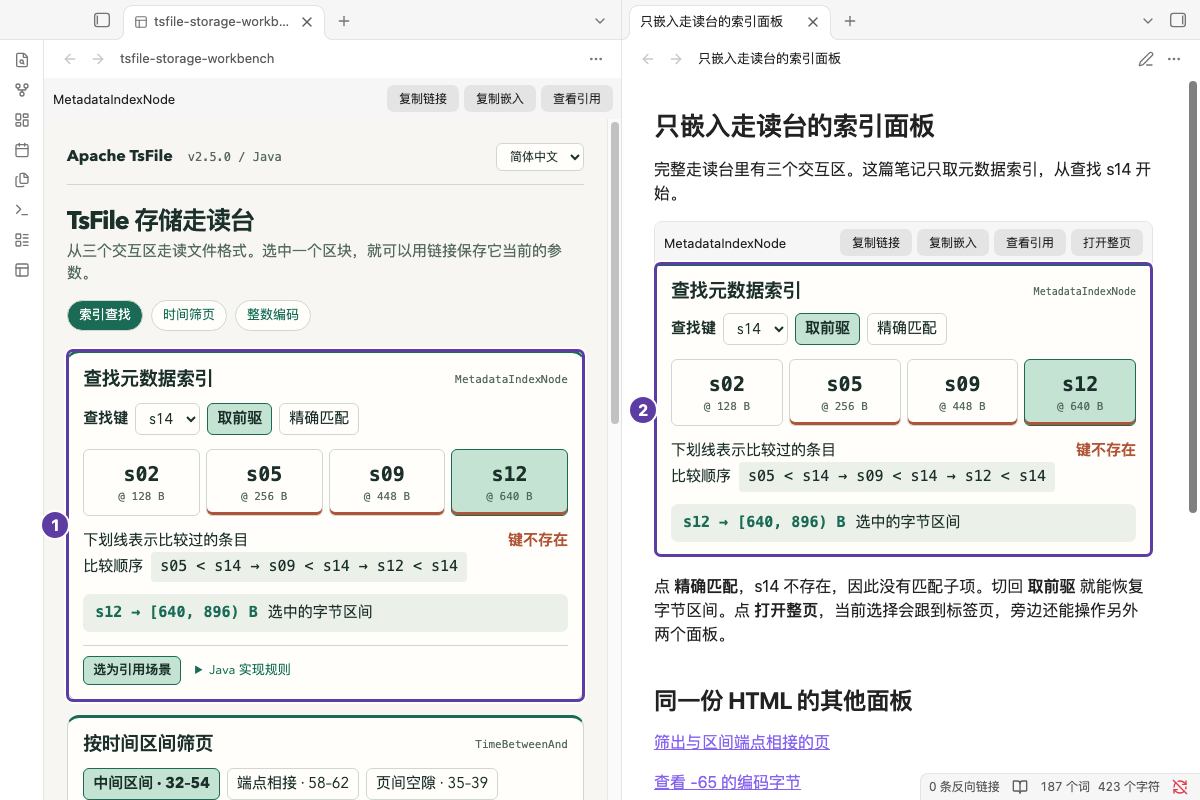 tsfile-storage-workb...
tsfile-storage-workbench
MetadataIndexNode
复制链接
复制嵌入
查看引用
Apache TsFile v2.5.0 / Java
简体中文
TsFile 存储走读台
从三个交互区走读文件格式。选中一个区块，就可以用链接保存它当前的参
数。
索引查找
时间筛页
整数编码
查找元数据索引
MetadataIndexNode
查找键 s14 取前驱 精确匹配
s02
@ 128 B
s05
@ 256 B
s09
@ 448 B
s12
@ 640 B
1
下划线表示比较过的条目
键不存在
比较顺序 s05 < s14 → s09 < s14 → s12 < s14
s12 → [640, 896) B 选中的字节区间
选为引用场景
▶ Java 实现规则
按时间区间筛页
TimeBetweenAnd
中间区间 · 32-54
端点相接 · 58-62
页间空隙 · 35-39
只嵌入走读台的索引面板
只嵌入走读台的索引面板
只嵌入走读台的索引面板
完整走读台里有三个交互区。这篇笔记只取元数据索引，从查找 s14 开
始。
MetadataIndexNode
复制链接
复制嵌入
查看引用
打开整页
查找元数据索引
MetadataIndexNode
查找键 s14 取前驱 精确匹配
s02
@ 128 B
s05
@ 256 B
s09
@ 448 B
s12
@ 640 B
2
下划线表示比较过的条目
键不存在
比较顺序 s05 < s14 → s09 < s14 → s12 < s14
s12 → [640, 896) B 选中的字节区间
点 精确匹配，s14 不存在，因此没有匹配子项。切回 取前驱 就能恢复
字节区间。点 打开整页，当前选择会跟到标签页，旁边还能操作另外
两个面板。
同一份 HTML 的其他面板
筛出与区间端点相接的页
查看 -65 的编码字节
0 条反向链接
187 个词 423 个字符